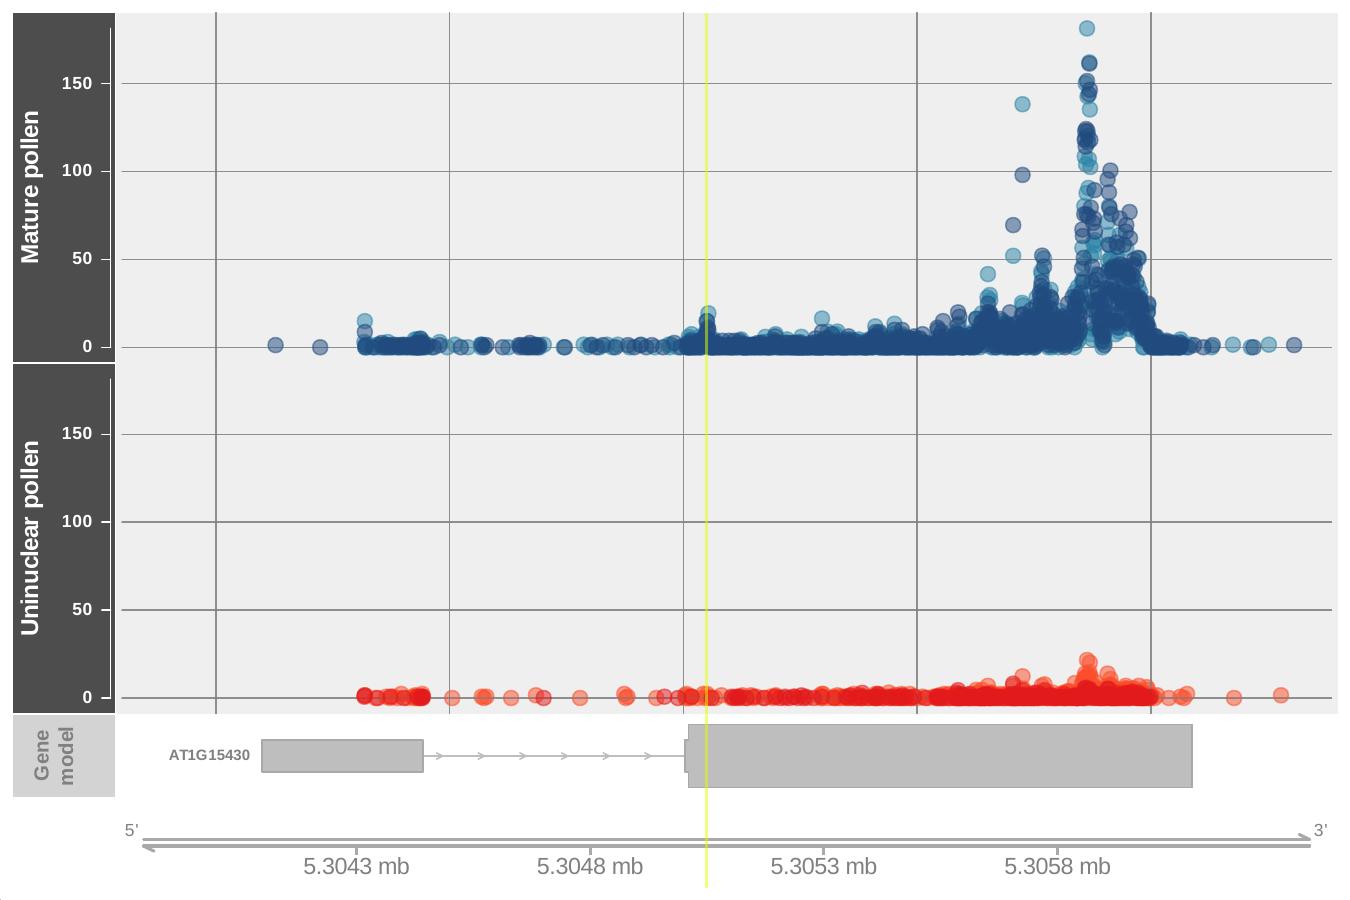 Mature pollen
150
100
50
0
Uninuclear pollen
150
100
50
0
Gene
model
AT1G15430
5'
3'
5.3043 mb
5.3048 mb
5.3053 mb
5.3058 mb